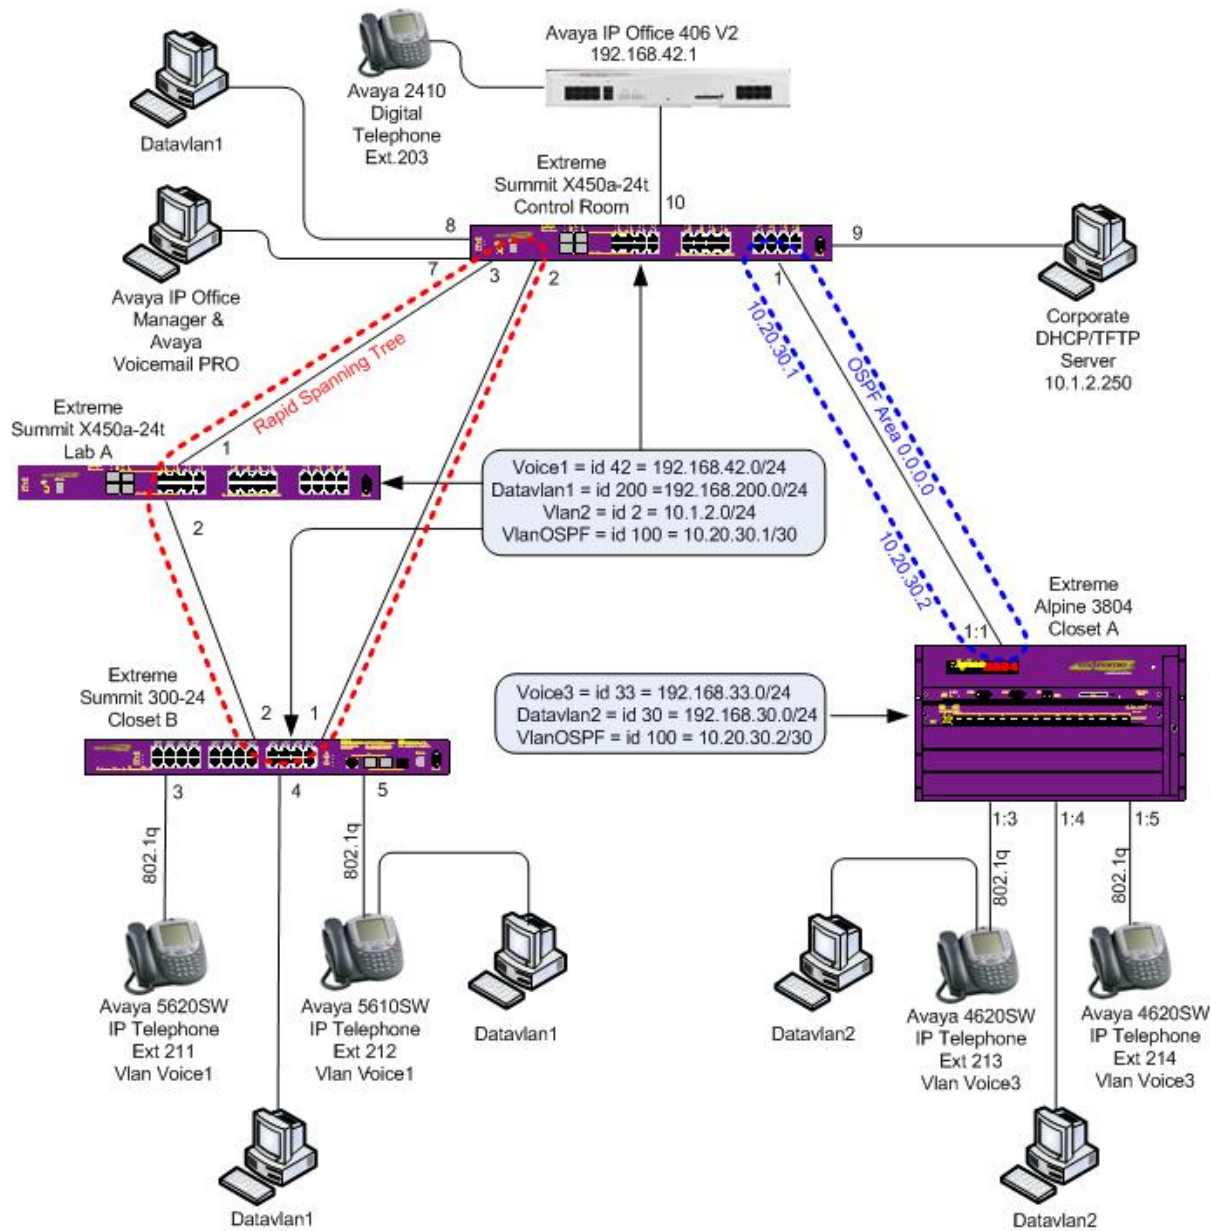 Avaya IP Office 406 V2
192.168.42.1
Avaya 2410
Digital
Telephone
Ext.203
Datavlan1
Extreme
Summit X450a-24t
Control Room
10
8
9
7
3
2
1
Avaya IP Office
Manager &
Avaya
Voicemail PRO
Corporate
DHCP/TFTP
Server
10.1.2.250
10.20.30.1
OSPF Area 0.0.0.0
10.20.30.2
Rapid Spanning Tree
Extreme
Summit X450a-24t
Lab A
1
2
Voice1 = id 42 = 192.168.42.0/24
Datavlan1 = id 200 =192.168.200.0/24
Vlan2 = id 2 = 10.1.2.0/24
VlanOSPF = id 100 = 10.20.30.1/30
Extreme
Alpine 3804
Closet A
1:1
Extreme
Summit 300-24
Closet B
2
1
Voice3 = id 33 = 192.168.33.0/24
Datavlan2 = id 30 = 192.168.30.0/24
VlanOSPF = id 100 = 10.20.30.2/30
3
4
5
1:3
1:4
1:5
802.1q
802.1q
802.1q
802.1q
Avaya 5620SW
IP Telephone
Ext 211
Vlan Voice1
Avaya 5610SW
IP Telephone
Ext 212
Vlan Voice1
Datavlan1
Datavlan2
Avaya 4620SW
IP Telephone
Ext 213
Vlan Voice3
Avaya 4620SW
IP Telephone
Ext 214
Vlan Voice3
Datavlan1
Datavlan2